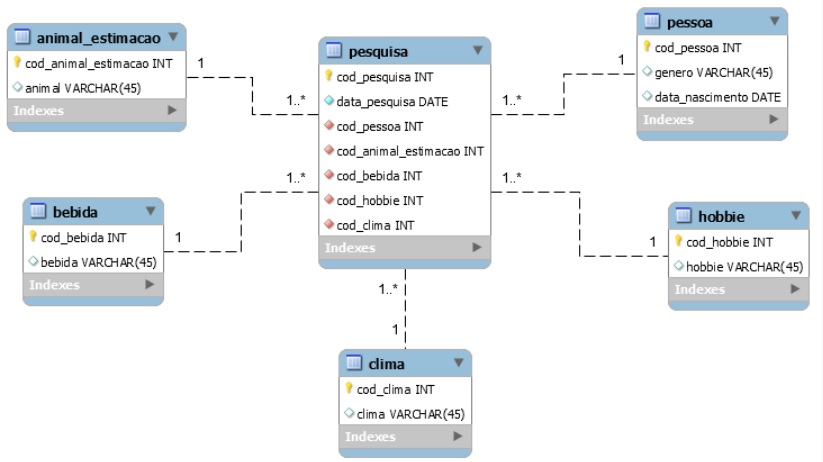 animal_estimacao
cod_animal_estimacao INT
animal VARCHAR(45)
Indexes
1
1..*
pesquisa
cod_pesquisa INT
data_pesquisa DATE
cod_pessoa INT
cod_animal_estimacao INT
cod_bebida INT
cod_hobbie INT
cod_clima INT
Indexes
1..*
1
pessoa
cod_pessoa INT
genero VARCHAR(45)
data_nascimento DATE
Indexes
bebida
cod_bebida INT
bebida VARCHAR(45)
Indexes
1
1..*
1..*
1
hobbie
cod_hobbie INT
hobbie VARCHAR(45)
Indexes
1..*
1
clima
cod_clima INT
clima VARCHAR(45)
Indexes